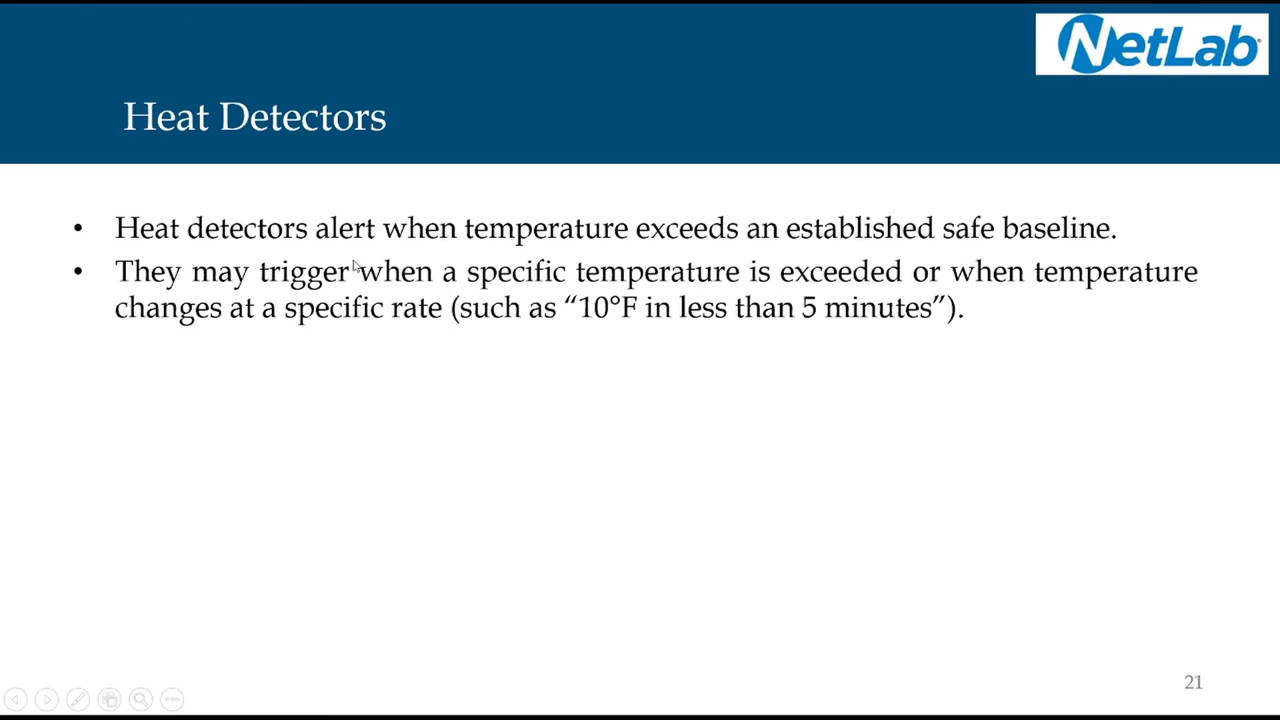 NetLab
Heat Detectors
• Heat detectors alert when temperature exceeds an established safe baseline.
• They may trigger when a specific temperature is exceeded or when temperature
changes at a specific rate (such as “10°F in less than 5 minutes”).
21